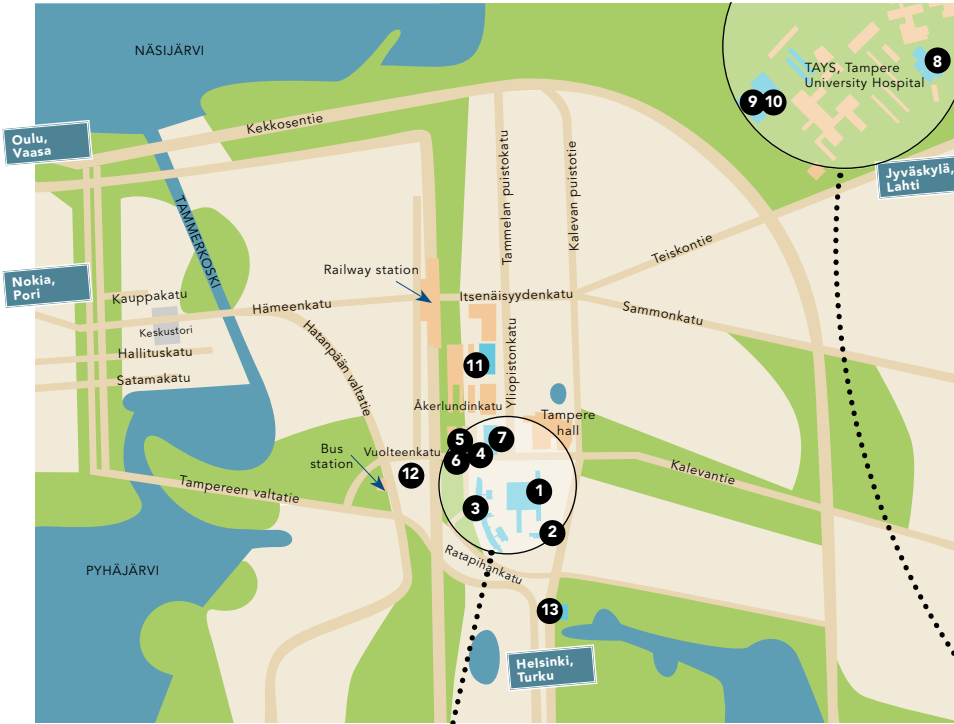 NÄSIJÄRVI
TAYS, Tampere
University Hospital
8
9
10
Oulu,
Vaasa
Kekkosentie
Jyväskylä,
Lahti
TAMMERKOSKI
Tammelan puistokatu
Kalevan puistotie
Teiskontie
Railway station
Nokia,
Pori
Kauppakatu
Hämeenkatu
Itsenäisyydenkatu
Sammonkatu
Keskustori
Hallituskatu
Satamakatu
Hatanpään valtatie
Yliopistonkatu
11
Åkerlundinkatu
Tampere
hall
5
7
4
6
Bus
station
Vuolteenkatu
12
Kalevantie
Tampereen valtatie
1
3
2
Ratapihankatu
PYHÄJÄRVI
13
Helsinki,
Turku